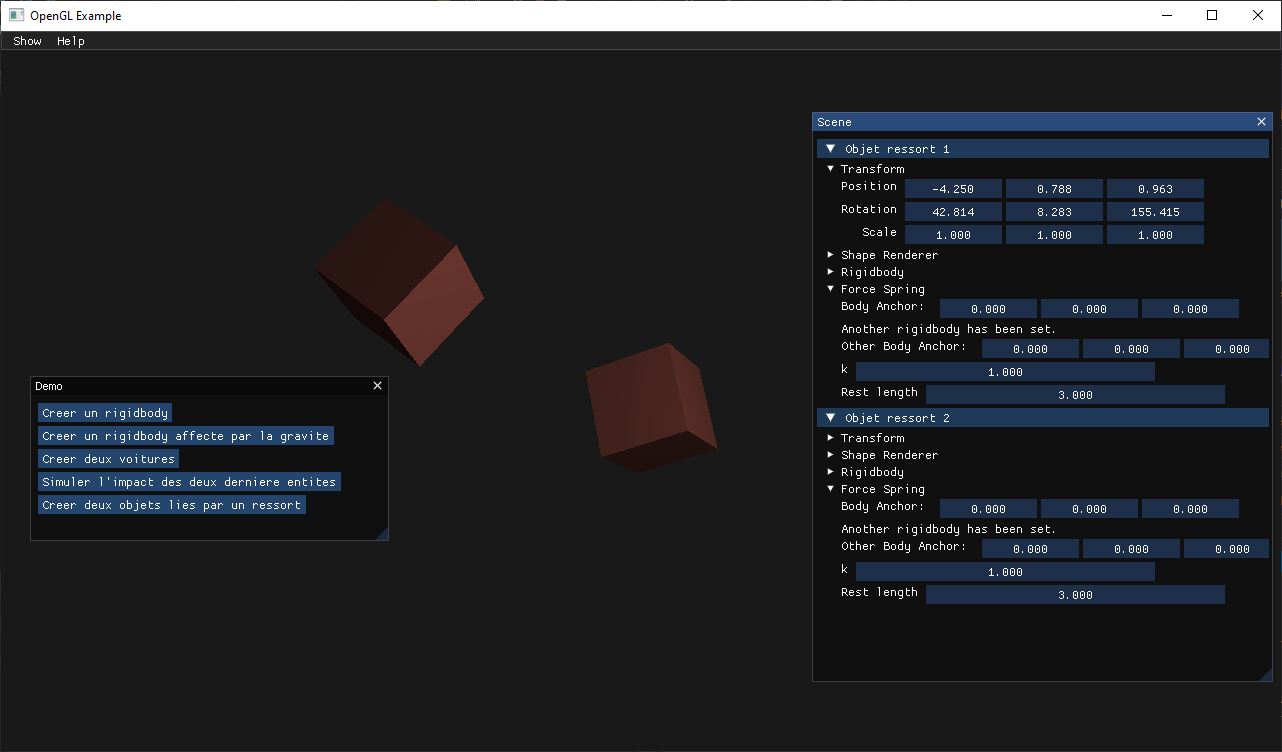 OpenGL Example
Show Help
Scene
Objet ressort 1
Transform
Position -4.250 0.788 0.963
Rotation 42.814 8.283 155.415
Scale 1.000 1.000 1.000
Shape Renderer
Rigidbody
Force Spring
Body Anchor: 0.000 0.000 0.000
Another rigidbody has been set.
Other Body Anchor: 0.000 0.000 0.000
k 1.000
Rest length 3.000
Objet ressort 2
Transform
Shape Renderer
Rigidbody
Force Spring
Body Anchor: 0.000 0.000 0.000
Another rigidbody has been set.
Other Body Anchor: 0.000 0.000 0.000
k 1.000
Rest length 3.000
Demo
Creer un rigidbody
Creer un rigidbody affecte par la gravite
Creer deux voitures
Simuler l'impact des deux derniere entites
Creer deux objets lies par un ressort